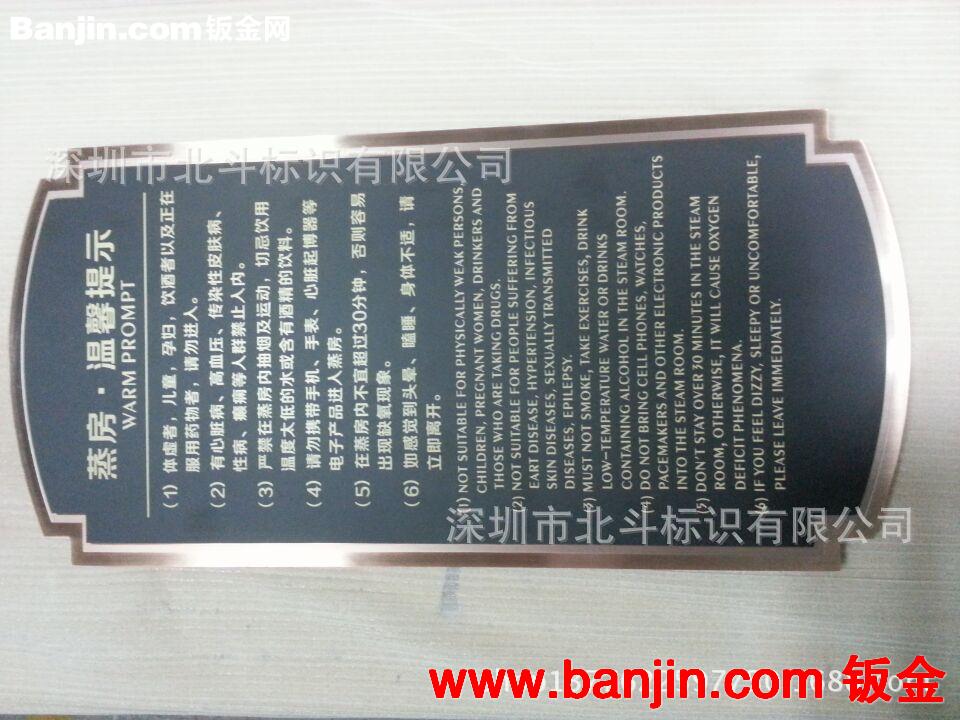 Banjin.com 钣金网
深圳市北斗标识有限公司
蒸房·温馨提示
WARM PROMPT
（1）体虚者，儿童，孕妇，饮酒者以及正在
服用药物者，请勿进入。
（2）有心脏病、高血压、传染性皮肤病、
性病、癫痫等人群禁止入内。
（3）严禁在蒸房内抽烟及运动，切忌饮用
温度太低的水或含有酒精的饮料。
（4）请勿携带手机、手表、心脏起博器等
电子产品进入蒸房。
（5）在蒸房内不宜超过30分钟，否则容易
出现缺氧现象。
（6）如感觉到头晕、瞌睡、身体不适，请
立即离开。
(1) NOT SUITABLE FOR PHYSICALLY WEAK PERSONS,
CHILDREN, PREGNANT WOMEN, DRINKERS AND
THOSE WHO ARE TAKING DRUGS.
(2) NOT SUITABLE FOR PEOPLE SUFFERING FROM
EART DISEASE, HYPERTENSION, INFECTIOUS
SKIN DISEASES, SEXUALLY TRANSMITTED
DISEASES, EPILEPSY.
(3) MUST NOT SMOKE, TAKE EXERCISES, DRINK
LOW-TEMPERATURE WATER OR DRINKS
CONTAINING ALCOHOL IN THE STEAM ROOM.
(4) DO NOT BRING CELL PHONES, WATCHES,
PACEMAKERS AND OTHER ELECTRONIC PRODUCTS
INTO THE STEAM ROOM.
(5) DON'T STAY OVER 30 MINUTES IN THE STEAM
ROOM, OTHERWISE, IT WILL CAUSE OXYGEN
DEFICIT PHENOMENA.
(6) IF YOU FEEL DIZZY, SLEEPY OR UNCOMFORTABLE,
PLEASE LEAVE IMMEDIATELY.
深圳市北斗标识有限公司
www.banjin.com 钣金